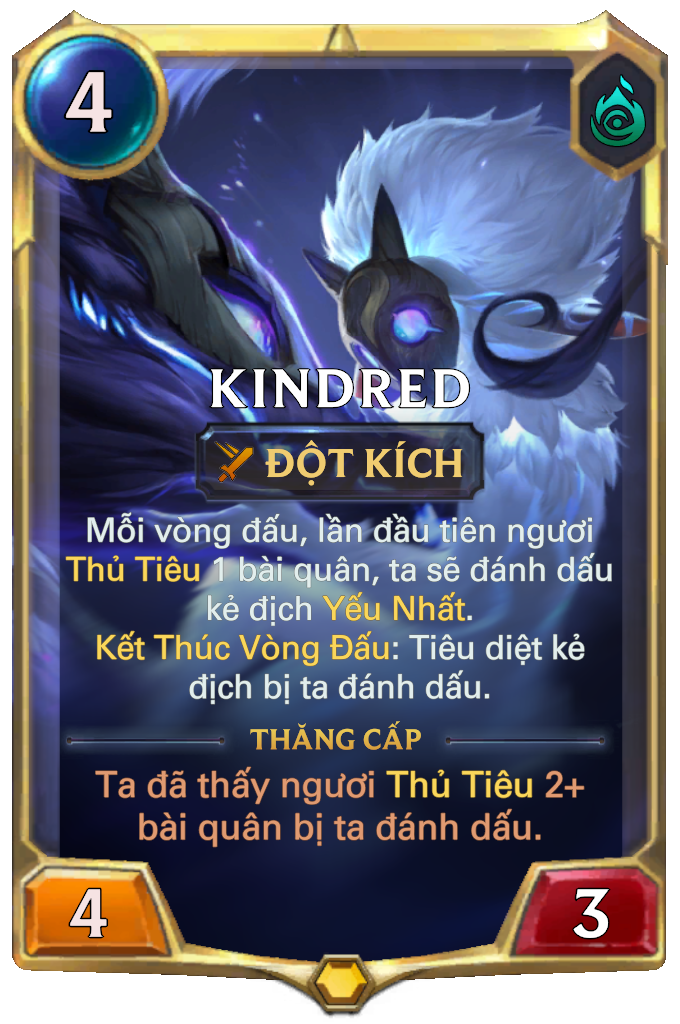 4
KINDRED
ĐỘT KÍCH
Mỗi vòng đấu, lần đầu tiên ngươi
Thủ Tiêu 1 bài quân, ta sẽ đánh dấu
kẻ địch Yếu Nhất.
Kết Thúc Vòng Đấu: Tiêu diệt kẻ
địch bị ta đánh dấu.
THĂNG CẤP
Ta đã thấy ngươi Thủ Tiêu 2+
bài quân bị ta đánh dấu.
4
3